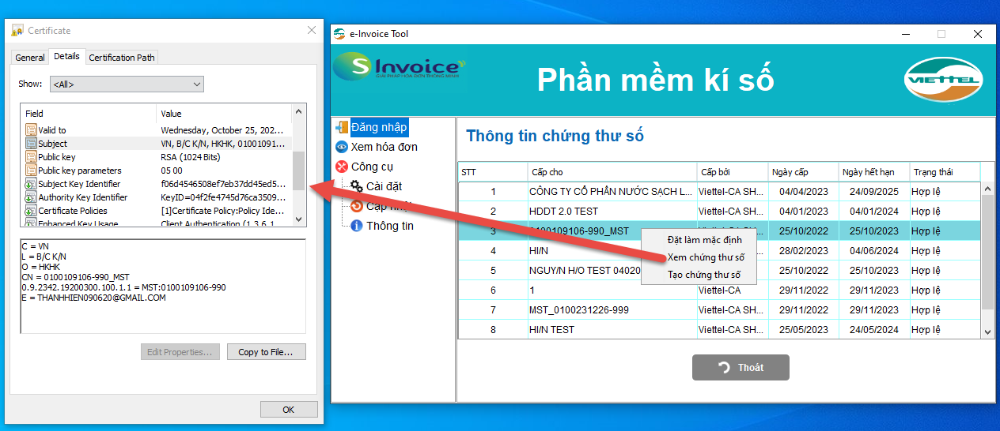 Certificate
General Details Certification Path
Show: <All>
Field Value
Valid to Wednesday, October 25, 202...
Subject VN, B/C K/N, HKHK, 01001091...
Public key RSA (1024 Bits)
Public key parameters 05 00
Subject Key Identifier f06d4546508ef7eb37dd45ed5...
Authority Key Identifier KeyID=04f2fe4745d76ca3509...
Certificate Policies [1]Certificate Policy:Policy Ide...
Enhanced Key Usage Client Authentication (1.3.6.1...
C = VN
L = B/C K/N
O = HKHK
CN = 0100109106-990_MST
0.9.2342.19200300.100.1.1 = MST:0100109106-990
E = THANHHIEN090620@GMAIL.COM
Edit Properties...
Copy to File...
OK
e-Invoice Tool
S Invoice
GIẢI PHÁP HÓA ĐƠN THÔNG MINH
Phần mềm kí số
VIETTEL
Đăng nhập
Xem hóa đơn
Công cụ
Cài đặt
Cập nhật
Thông tin
Thông tin chứng thư số
STT Cấp cho Cấp bởi Ngày cấp Ngày hết hạn Trạng thái
1 CÔNG TY CỔ PHẦN NƯỚC SẠCH L... Viettel-CA SH... 04/04/2023 24/09/2025 Hợp lệ
2 HDDT 2.0 TEST Viettel-CA SH... 04/01/2023 04/01/2024 Hợp lệ
3 0100109106-990_MST 25/10/2022 25/10/2023 Hợp lệ
4 HI/N 28/02/2023 04/06/2024 Hợp lệ
5 NGUY/N H/O TEST 04020 25/10/2022 25/10/2023 Hợp lệ
6 1 Viettel-CA 29/11/2022 29/11/2023 Hợp lệ
7 MST_0100231226-999 Viettel-CA SH... 29/11/2022 29/11/2023 Hợp lệ
8 HI/N TEST Viettel-CA SH... 25/05/2023 24/05/2024 Hợp lệ
Đặt làm mặc định
Xem chứng thư số
Tạo chứng thư số
Thoát